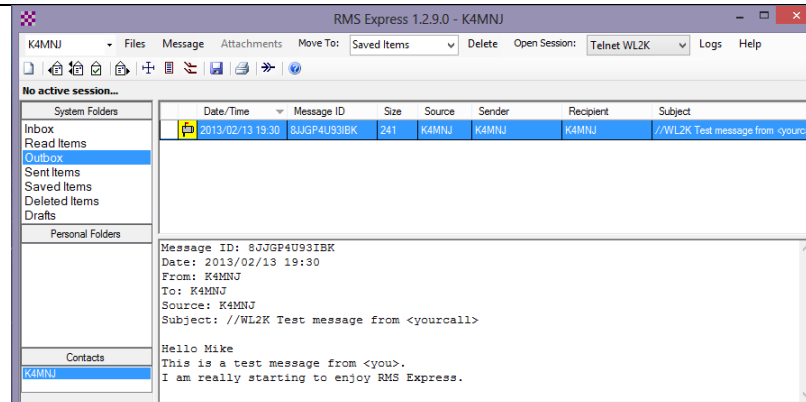 RMS Express 1.2.9.0 - K4MNJ
K4MNJ Files Message Attachments Move To: Saved Items Delete Open Session: Telnet WL2K Logs Help
No active session...
System Folders
Inbox
Read Items
Outbox
Sent Items
Saved Items
Deleted Items
Drafts
Personal Folders
Contacts
K4MNJ
Date/Time Message ID Size Source Sender Recipient Subject
2013/02/13 19:30 8JJGP4U93IBK 241 K4MNJ K4MNJ K4MNJ //WL2K Test message from <yourc
Message ID: 8JJGP4U93IBK
Date: 2013/02/13 19:30
From: K4MNJ
To: K4MNJ
Source: K4MNJ
Subject: //WL2K Test message from <yourcall>
Hello Mike
This is a test message from <you>.
I am really starting to enjoy RMS Express.